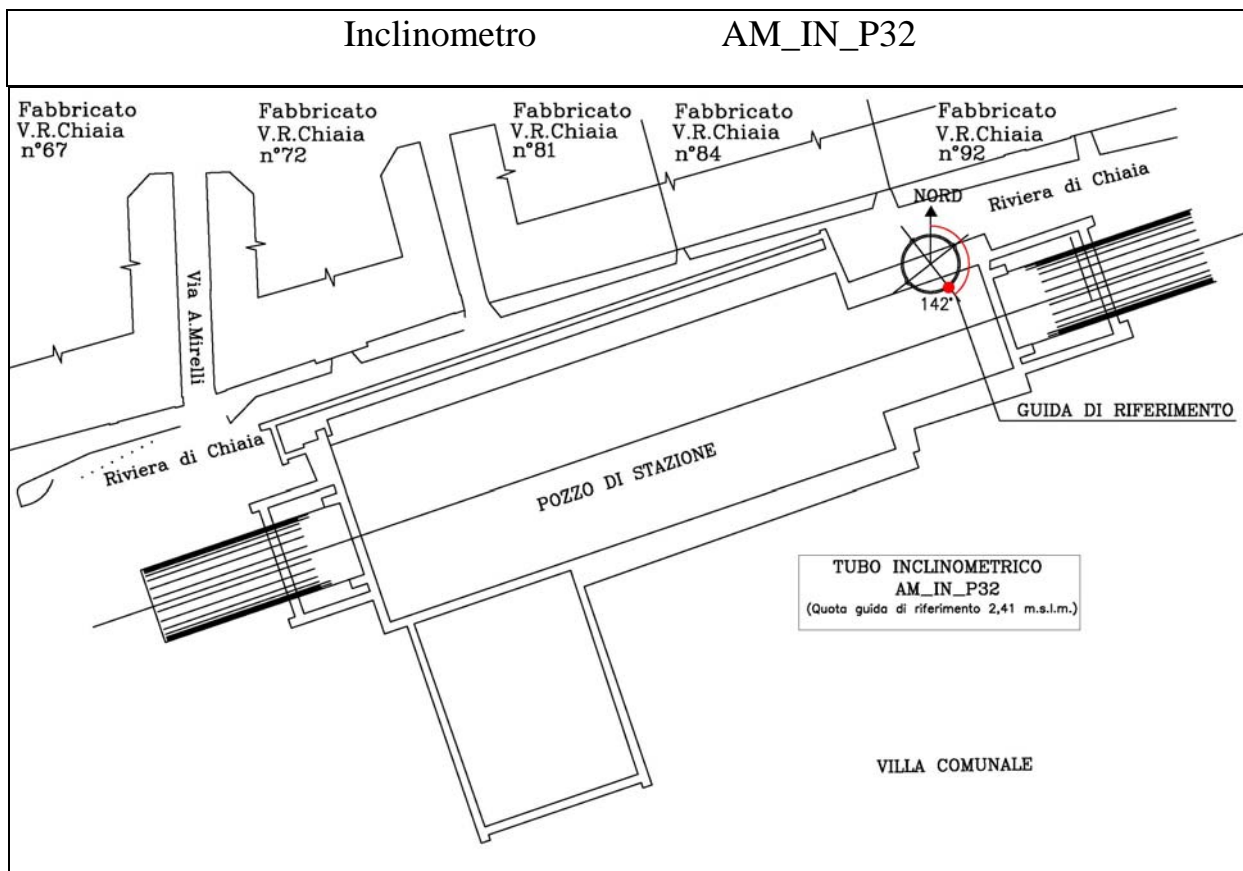 Inclinometro AM_IN_P32
Fabbricato
V.R.Chiaia
n°67
Fabbricato
V.R.Chiaia
n°72
Fabbricato
V.R.Chiaia
n°81
Fabbricato
V.R.Chiaia
n°84
Fabbricato
V.R.Chiaia
n°92
NORD
Riviera di Chiaia
142°
Via A.Mirelli
GUIDA DI RIFERIMENTO
Riviera di Chiaia
POZZO DI STAZIONE
TUBO INCLINOMETRICO
AM_IN_P32
(Quota guida di riferimento 2,41 m.s.l.m.)
VILLA COMUNALE